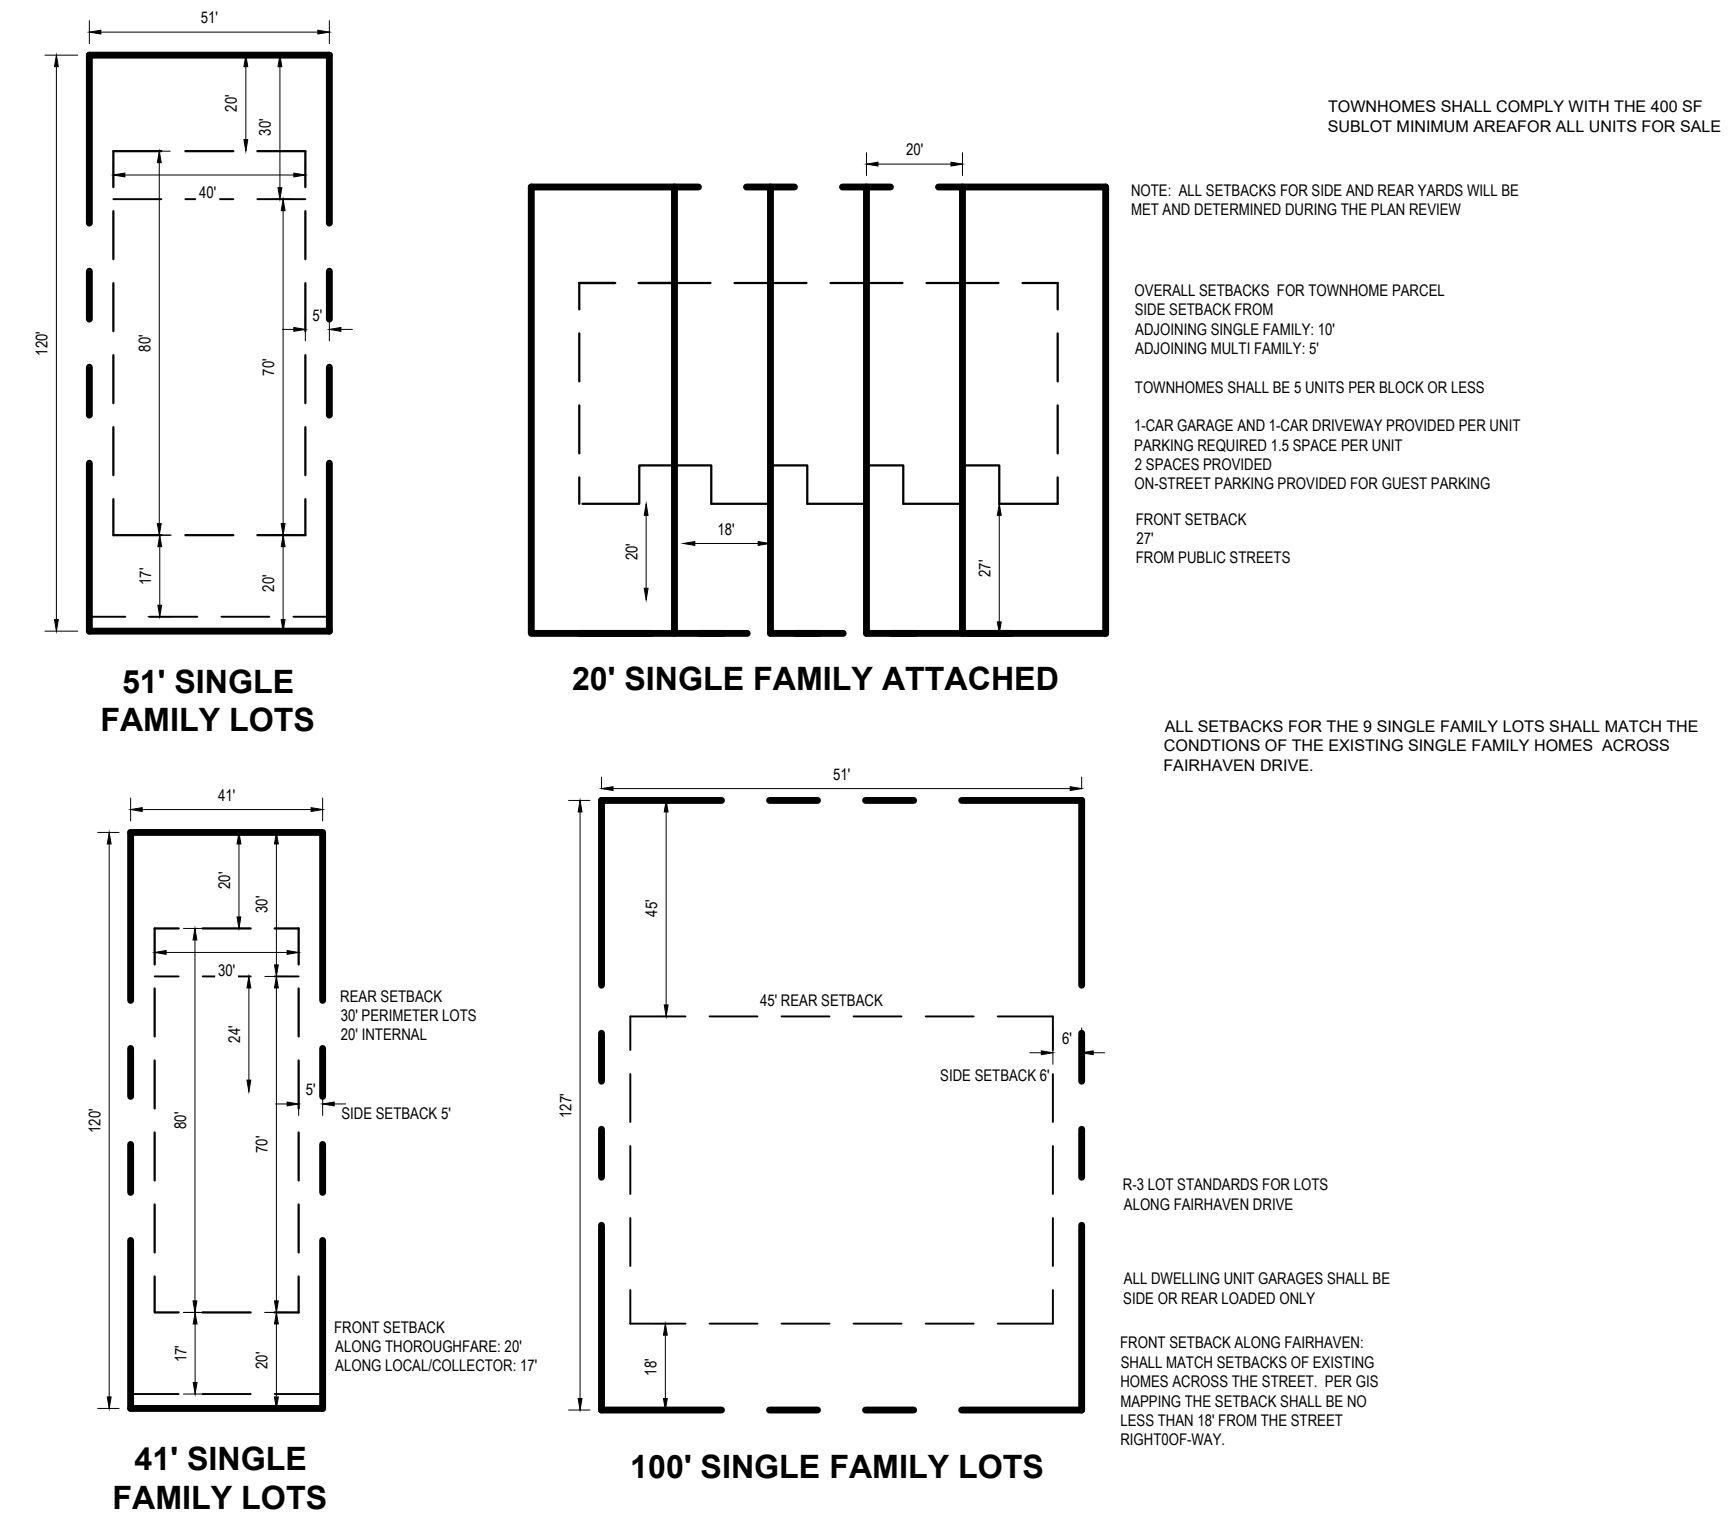 51'
20'
30'
40'
120'
80'
70'
5'
17'
20'
51' SINGLE
FAMILY LOTS
20'
20'
18'
27'
20' SINGLE FAMILY ATTACHED
TOWNHOMES SHALL COMPLY WITH THE 400 SF
SUBLOT MINIMUM AREAFOR ALL UNITS FOR SALE
NOTE: ALL SETBACKS FOR SIDE AND REAR YARDS WILL BE
MET AND DETERMINED DURING THE PLAN REVIEW
OVERALL SETBACKS FOR TOWNHOME PARCEL
SIDE SETBACK FROM
ADJOINING SINGLE FAMILY: 10'
ADJOINING MULTI FAMILY: 5'
TOWNHOMES SHALL BE 5 UNITS PER BLOCK OR LESS
1-CAR GARAGE AND 1-CAR DRIVEWAY PROVIDED PER UNIT
PARKING REQUIRED 1.5 SPACE PER UNIT
2 SPACES PROVIDED
ON-STREET PARKING PROVIDED FOR GUEST PARKING
FRONT SETBACK
27'
FROM PUBLIC STREETS
41'
20'
30'
30'
24'
120'
80'
70'
5'
17'
20'
REAR SETBACK
30' PERIMETER LOTS
20' INTERNAL
SIDE SETBACK 5'
FRONT SETBACK
ALONG THOROUGHFARE: 20'
ALONG LOCAL/COLLECTOR: 17'
41' SINGLE
FAMILY LOTS
51'
45'
45' REAR SETBACK
6'
SIDE SETBACK 6'
127'
18'
100' SINGLE FAMILY LOTS
ALL SETBACKS FOR THE 9 SINGLE FAMILY LOTS SHALL MATCH THE
CONDTIONS OF THE EXISTING SINGLE FAMILY HOMES ACROSS
FAIRHAVEN DRIVE.
R-3 LOT STANDARDS FOR LOTS
ALONG FAIRHAVEN DRIVE
ALL DWELLING UNIT GARAGES SHALL BE
SIDE OR REAR LOADED ONLY
FRONT SETBACK ALONG FAIRHAVEN:
SHALL MATCH SETBACKS OF EXISTING
HOMES ACROSS THE STREET. PER GIS
MAPPING THE SETBACK SHALL BE NO
LESS THAN 18' FROM THE STREET
RIGHT0OF-WAY.